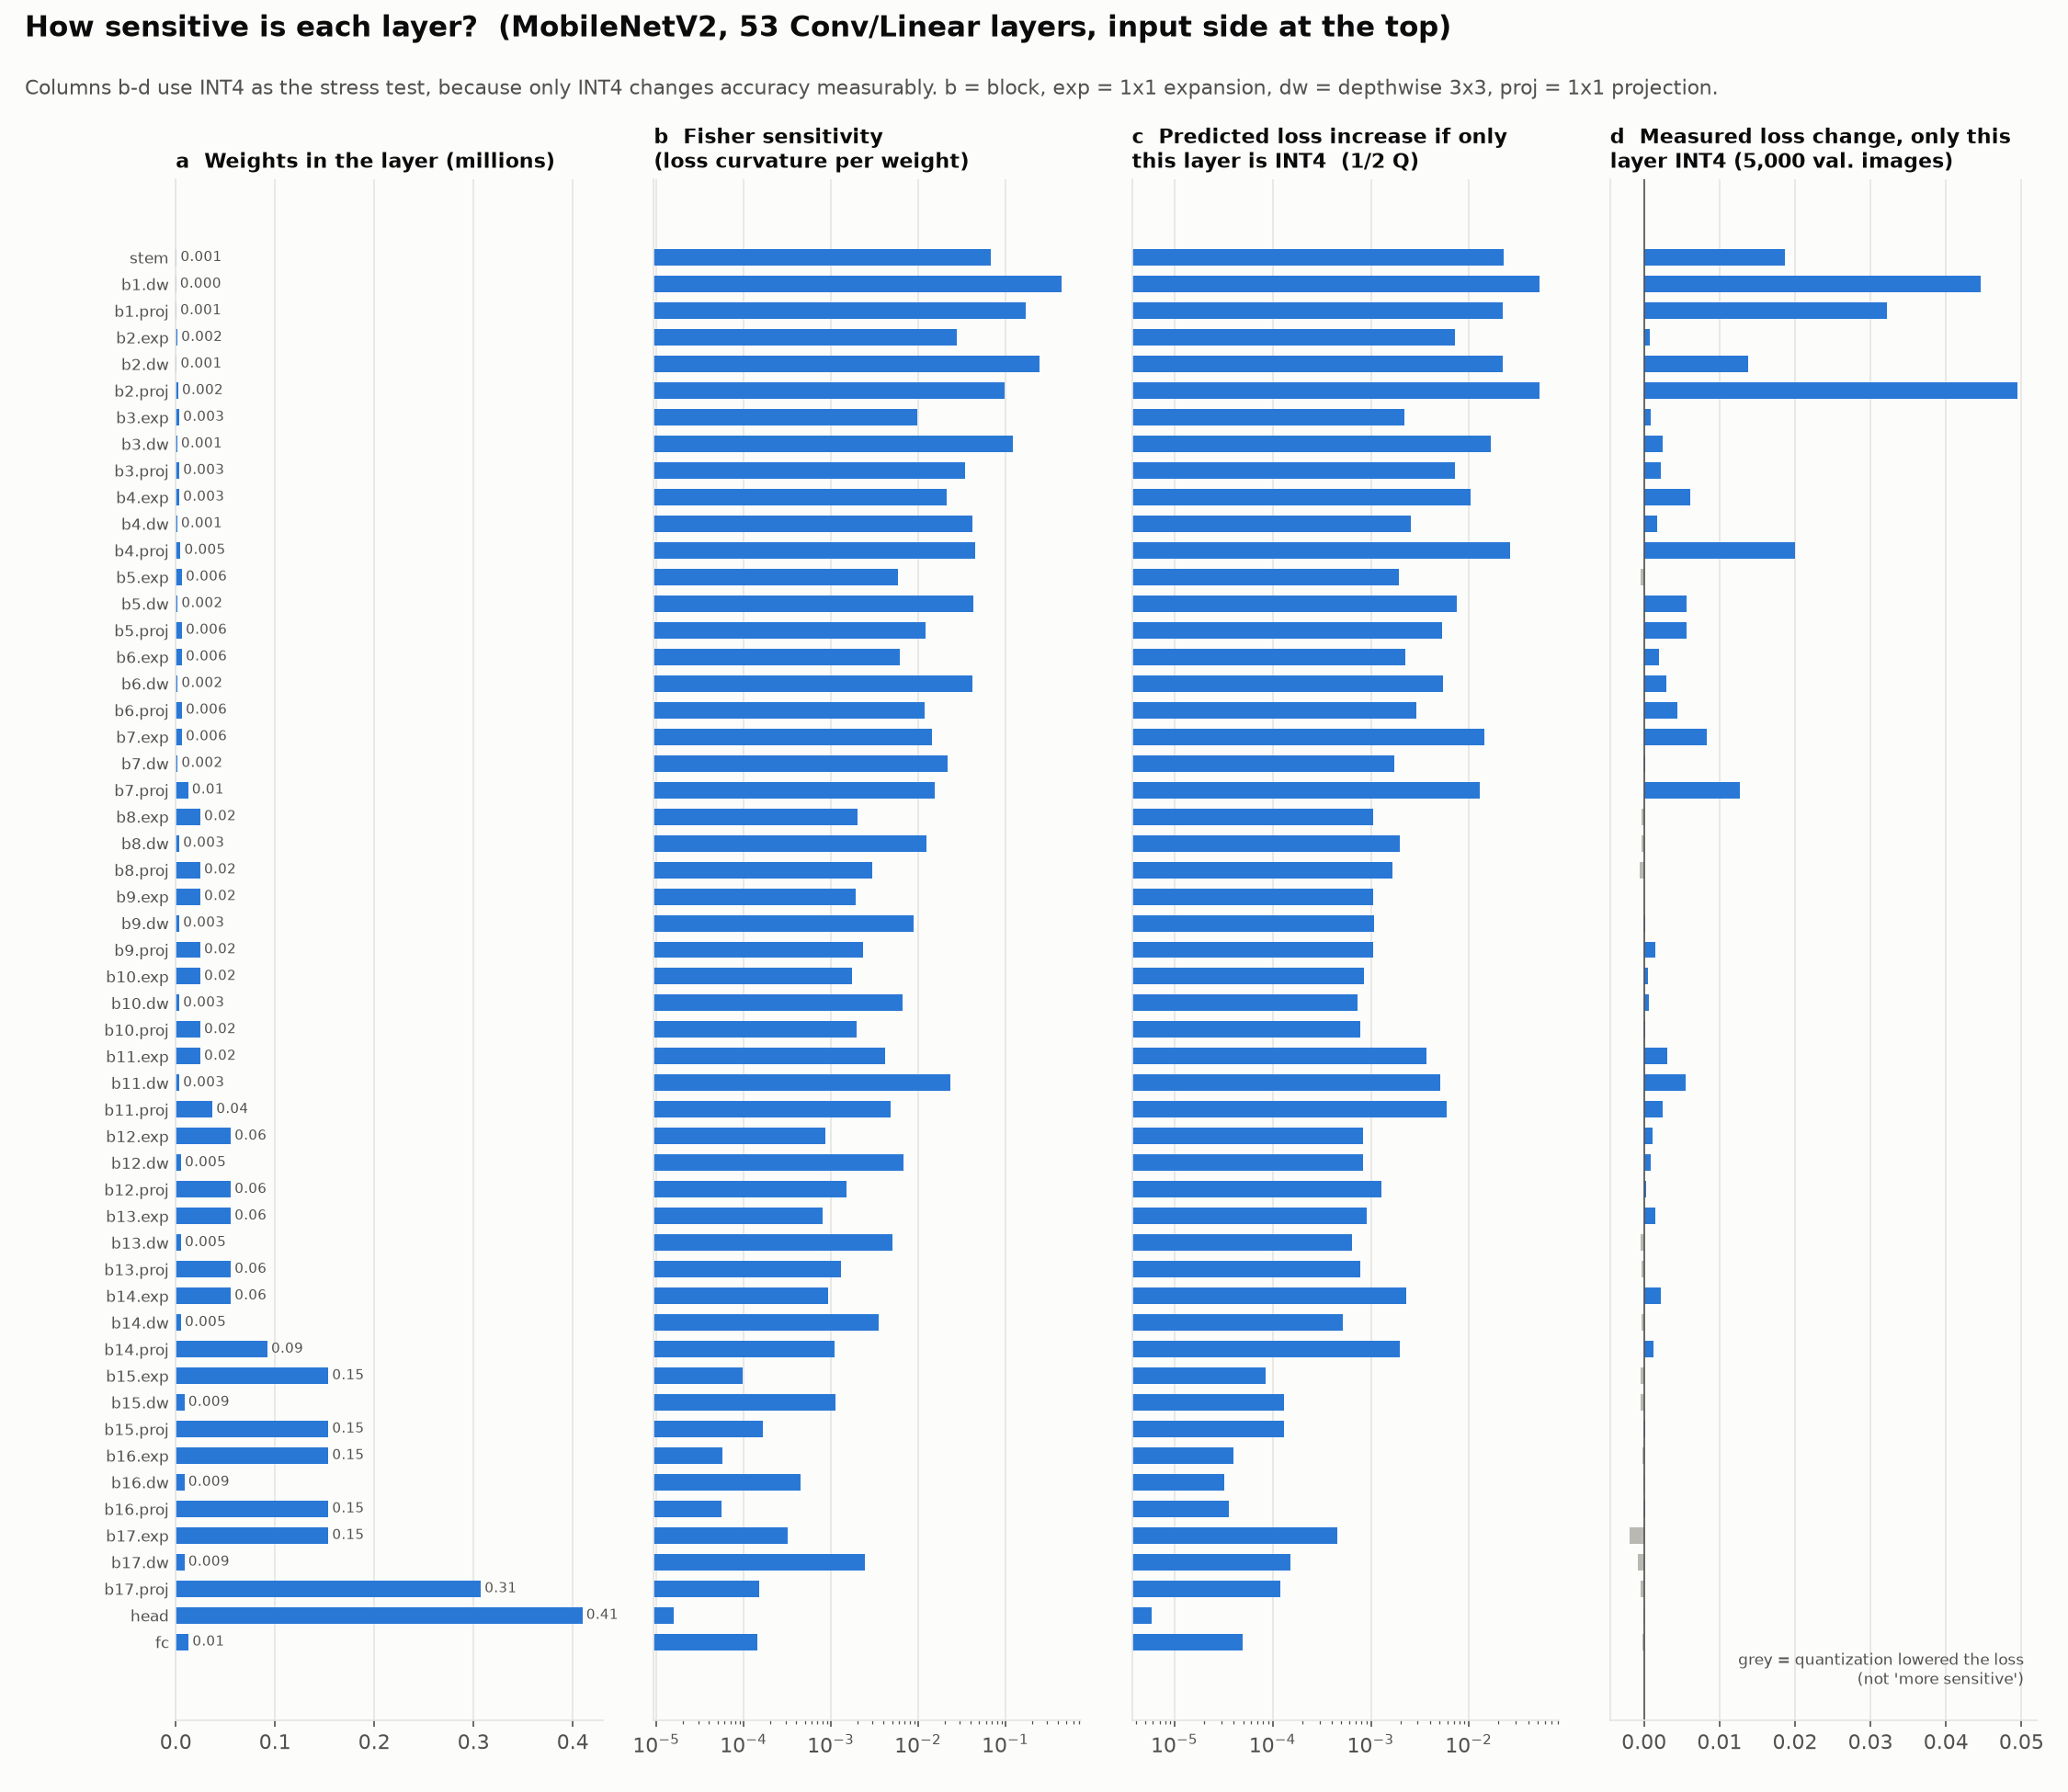 How sensitive is each layer?  (MobileNetV2, 53 Conv/Linear layers, input side at the top)
Columns b-d use INT4 as the stress test, because only INT4 changes accuracy measurably. b = block, exp = 1x1 expansion, dw = depthwise 3x3, proj = 1x1 projection.
a  Weights in the layer (millions)
b  Fisher sensitivity
(loss curvature per weight)
c  Predicted loss increase if only
this layer is INT4  (1/2 Q)
d  Measured loss change, only this
layer INT4 (5,000 val. images)
stem 0.001
b1.dw 0.000
b1.proj 0.001
b2.exp 0.002
b2.dw 0.001
b2.proj 0.002
b3.exp 0.003
b3.dw 0.001
b3.proj 0.003
b4.exp 0.003
b4.dw 0.001
b4.proj 0.005
b5.exp 0.006
b5.dw 0.002
b5.proj 0.006
b6.exp 0.006
b6.dw 0.002
b6.proj 0.006
b7.exp 0.006
b7.dw 0.002
b7.proj 0.01
b8.exp 0.02
b8.dw 0.003
b8.proj 0.02
b9.exp 0.02
b9.dw 0.003
b9.proj 0.02
b10.exp 0.02
b10.dw 0.003
b10.proj 0.02
b11.exp 0.02
b11.dw 0.003
b11.proj 0.04
b12.exp 0.06
b12.dw 0.005
b12.proj 0.06
b13.exp 0.06
b13.dw 0.005
b13.proj 0.06
b14.exp 0.06
b14.dw 0.005
b14.proj 0.09
b15.exp 0.15
b15.dw 0.009
b15.proj 0.15
b16.exp 0.15
b16.dw 0.009
b16.proj 0.15
b17.exp 0.15
b17.dw 0.009
b17.proj 0.31
head 0.41
fc 0.01
grey = quantization lowered the loss
(not 'more sensitive')
0.0 0.1 0.2 0.3 0.4
10⁻⁵ 10⁻⁴ 10⁻³ 10⁻² 10⁻¹
10⁻⁵ 10⁻⁴ 10⁻³ 10⁻²
0.00 0.01 0.02 0.03 0.04 0.05